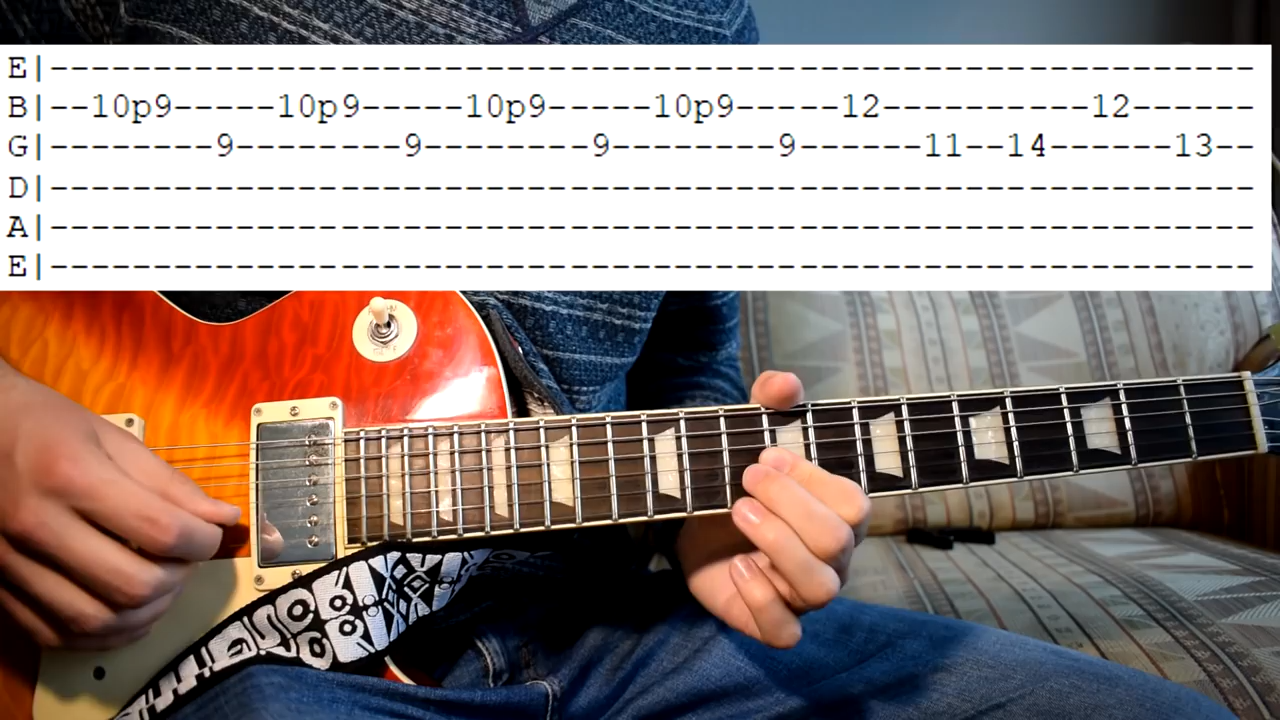 E|----------------------------------------------------------
B|--10p9-----10p9-----10p9-----10p9-----12----------12------
G|--------9--------9--------9--------9------11--14------13--
D|----------------------------------------------------------
A|----------------------------------------------------------
E|----------------------------------------------------------